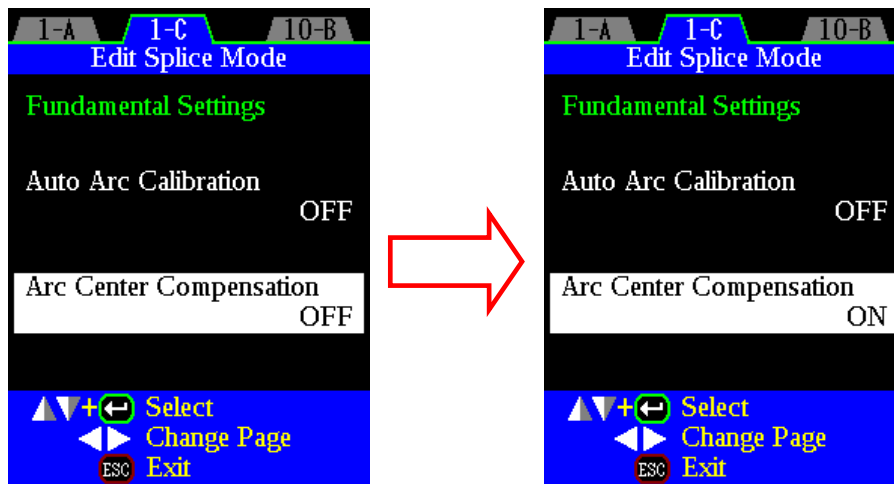 1-A 1-C 10-B
Edit Splice Mode
Fundamental Settings
Auto Arc Calibration
OFF
Arc Center Compensation
OFF
+ Select
Change Page
ESC Exit
1-A 1-C 10-B
Edit Splice Mode
Fundamental Settings
Auto Arc Calibration
OFF
Arc Center Compensation
ON
+ Select
Change Page
ESC Exit